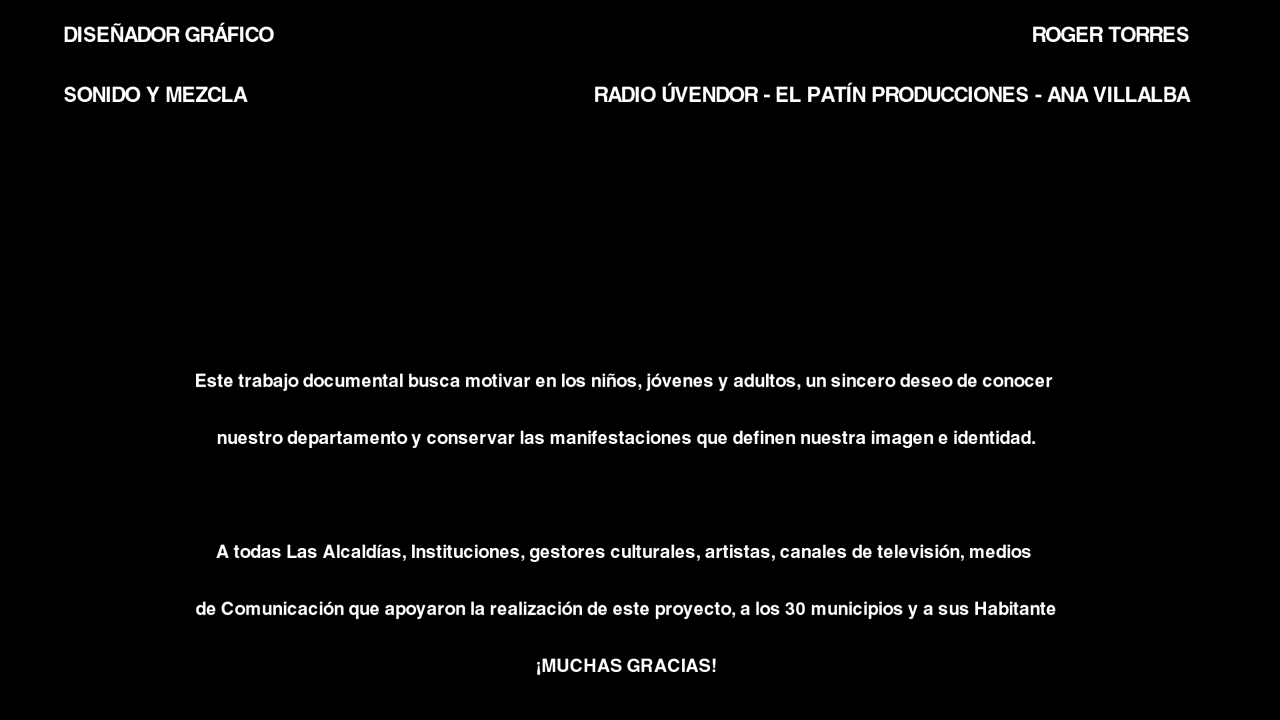 DISEÑADOR GRÁFICO ROGER TORRES
SONIDO Y MEZCLA RADIO ÚVENDOR - EL PATÍN PRODUCCIONES - ANA VILLALBA
Este trabajo documental busca motivar en los niños, jóvenes y adultos, un sincero deseo de conocer
nuestro departamento y conservar las manifestaciones que definen nuestra imagen e identidad.
A todas Las Alcaldías, Instituciones, gestores culturales, artistas, canales de televisión, medios
de Comunicación que apoyaron la realización de este proyecto, a los 30 municipios y a sus Habitante
¡MUCHAS GRACIAS!